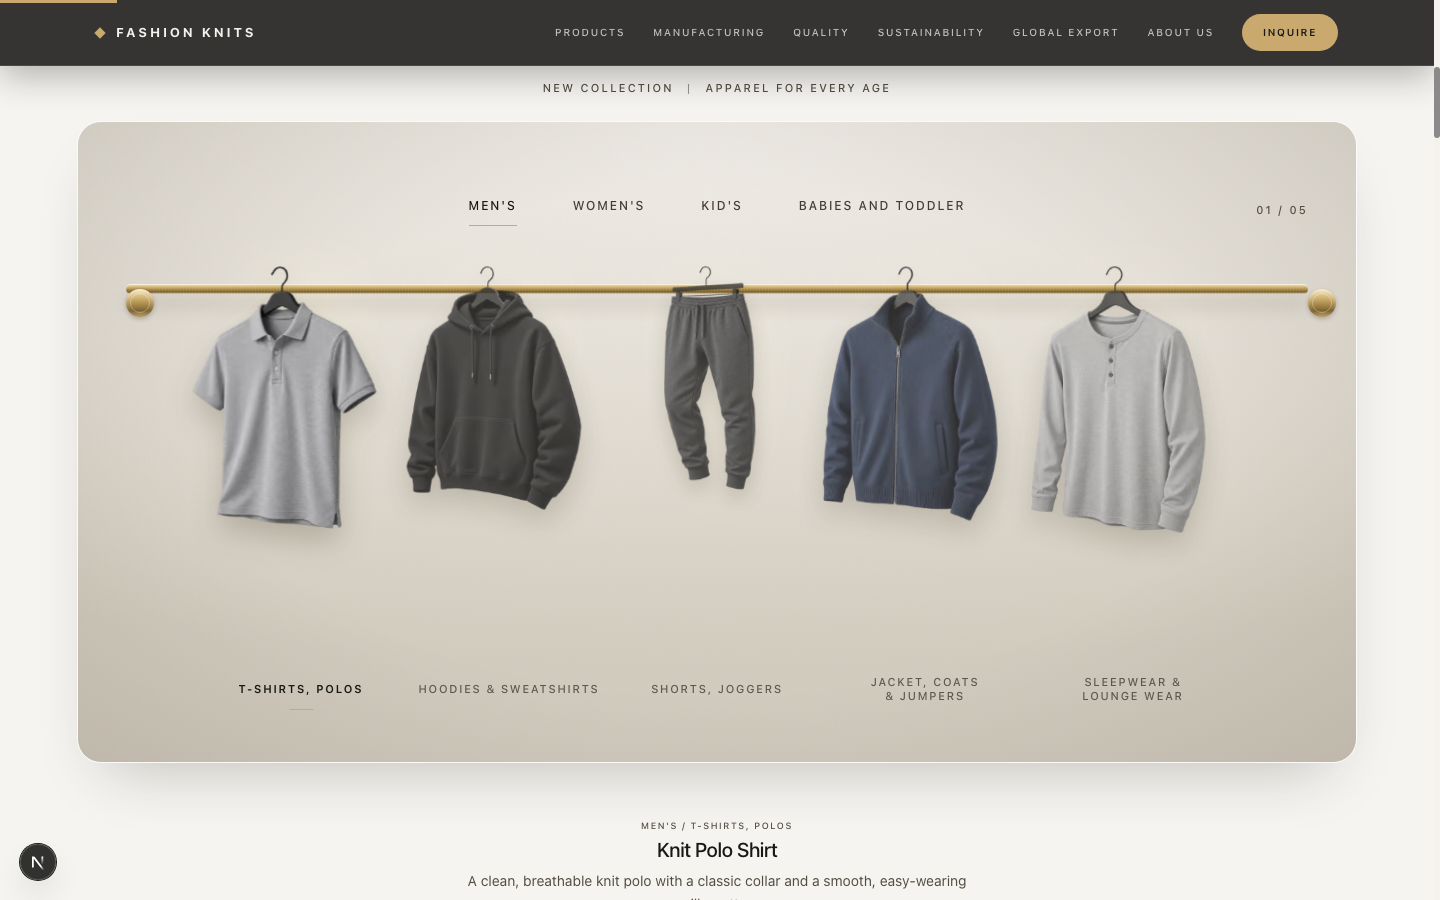 FASHION KNITS
PRODUCTS
MANUFACTURING
QUALITY
SUSTAINABILITY
GLOBAL EXPORT
ABOUT US
INQUIRE
NEW COLLECTION | APPAREL FOR EVERY AGE
MEN'S
WOMEN'S
KID'S
BABIES AND TODDLER
01 / 05
T-SHIRTS, POLOS
HOODIES & SWEATSHIRTS
SHORTS, JOGGERS
JACKET, COATS
& JUMPERS
SLEEPWEAR &
LOUNGE WEAR
MEN'S / T-SHIRTS, POLOS
Knit Polo Shirt
A clean, breathable knit polo with a classic collar and a smooth, easy-wearing
N